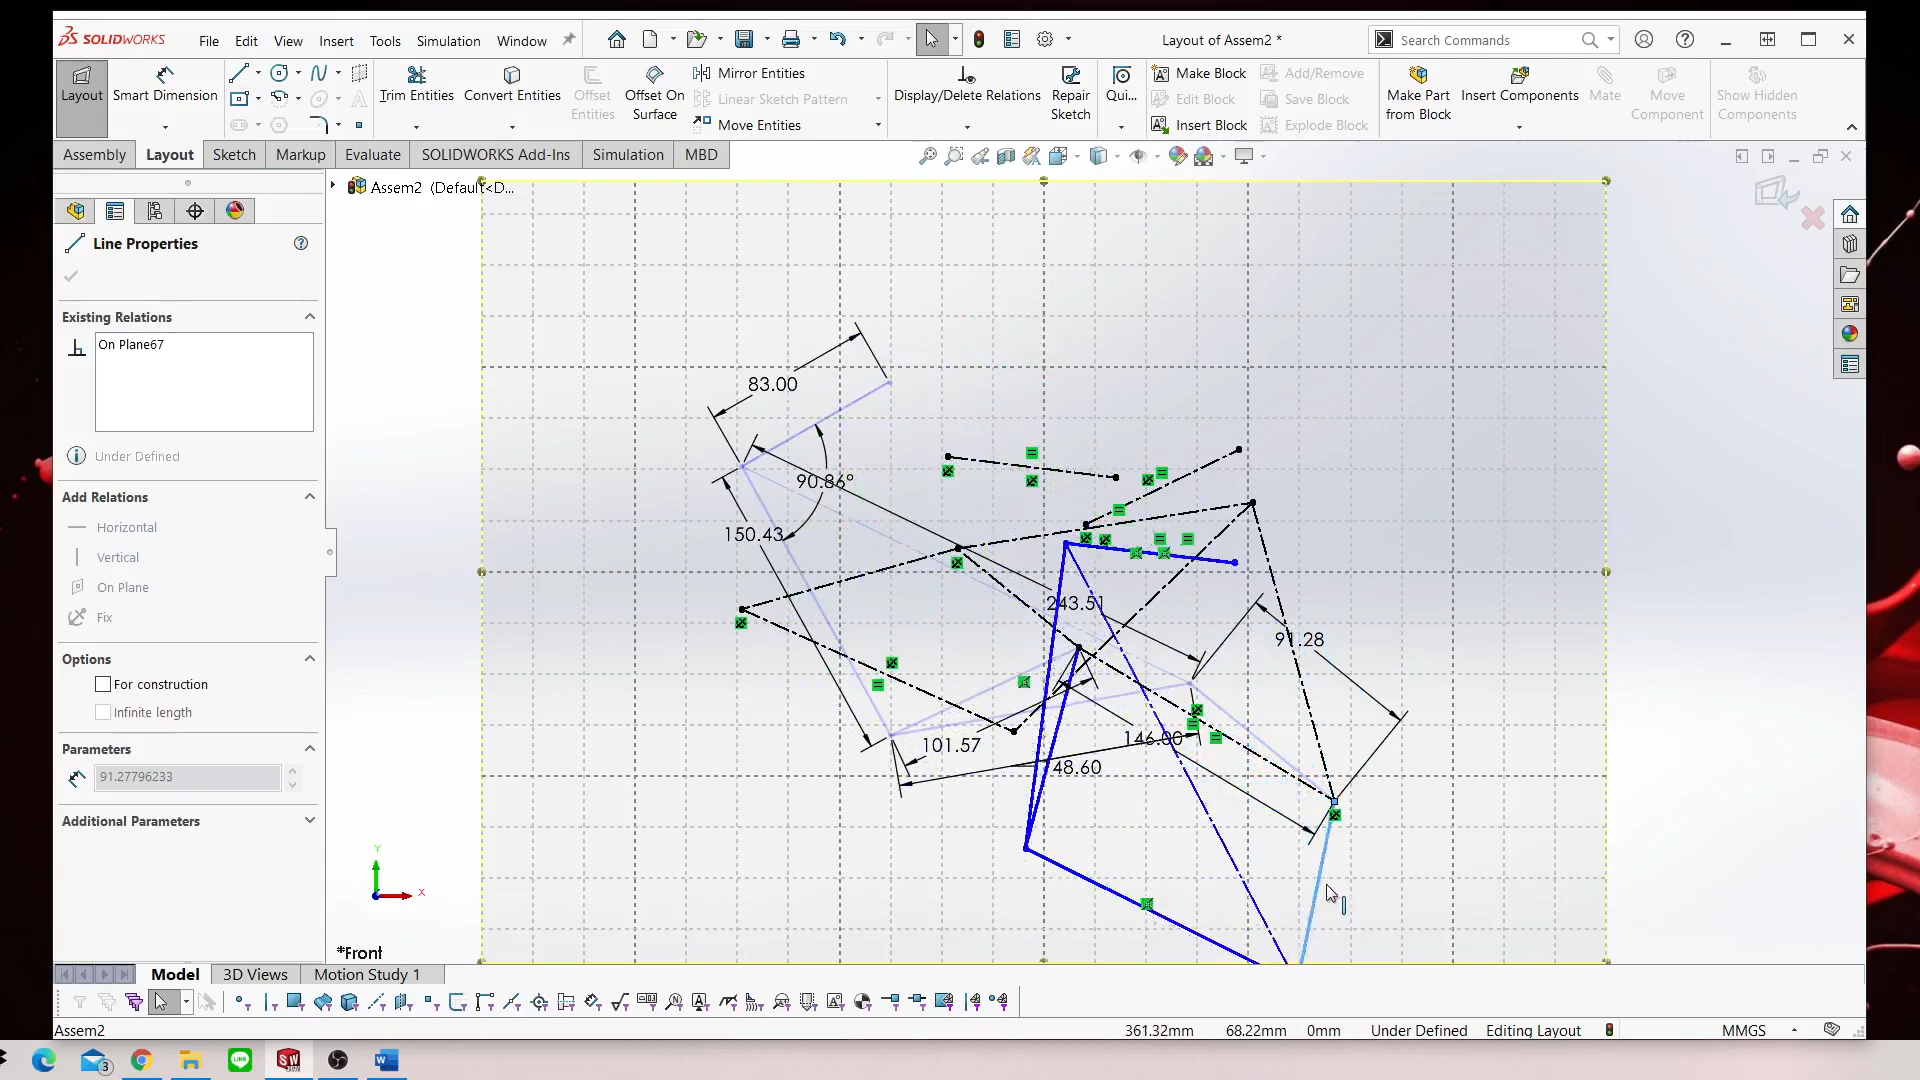 SOLIDWORKS
File Edit View Insert Tools Simulation Window
Layout of Assem2 *
Search Commands
Layout
Smart Dimension
Trim Entities
Convert Entities
Offset Entities
Offset On Surface
Mirror Entities
Linear Sketch Pattern
Move Entities
Display/Delete Relations
Repair Sketch
Qui...
Make Block
Edit Block
Insert Block
Add/Remove
Save Block
Explode Block
Make Part from Block
Insert Components
Mate
Move Component
Show Hidden Components
Assembly Layout Sketch Markup Evaluate SOLIDWORKS Add-Ins Simulation MBD
Assem2 (Default<D...
Line Properties
Existing Relations
On Plane67
Under Defined
Add Relations
Horizontal
Vertical
On Plane
Fix
Options
For construction
Infinite length
Parameters
91.27796233
Additional Parameters
83.00
90.86°
150.43
243.51
91.28
101.57
146.00
48.60
Y
X
*Front
Model 3D Views Motion Study 1
Assem2
361.32mm 68.22mm 0mm Under Defined Editing Layout MMGS
3
SW
W